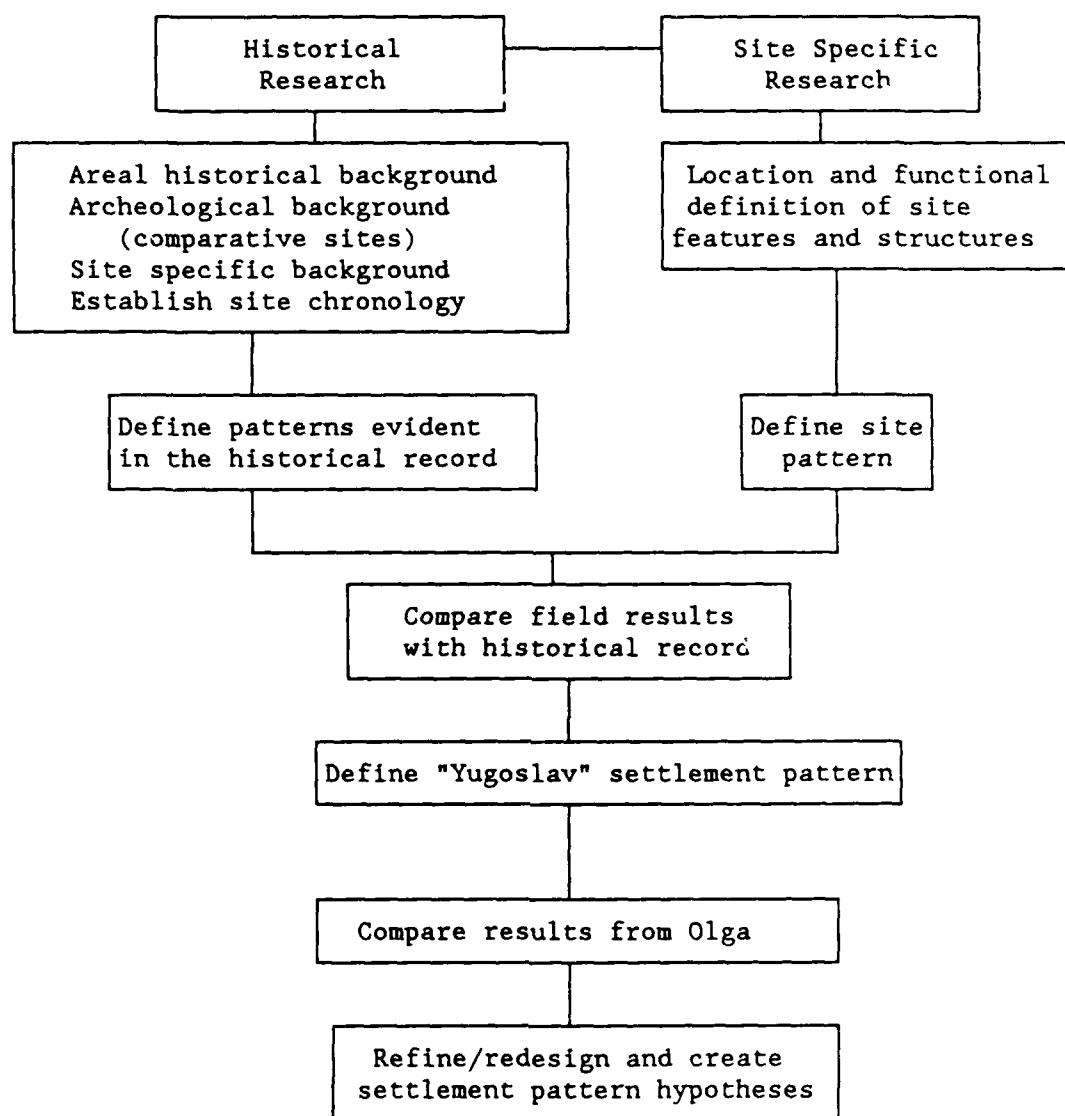 Historical
Research
Site Specific
Research
Areal historical background
Archeological background
(comparative sites)
Site specific background
Establish site chronology
Location and functional
definition of site
features and structures
Define patterns evident
in the historical record
Define site
pattern
Compare field results
with historical record
Define "Yugoslav" settlement pattern
Compare results from Olga
Refine/redesign and create
settlement pattern hypotheses